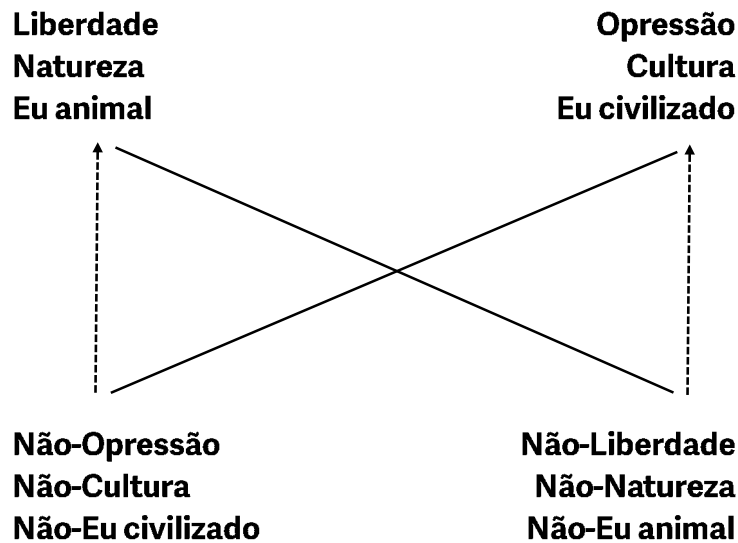 Liberdade
Natureza
Eu animal
Opressão
Cultura
Eu civilizado
Não-Opressão
Não-Cultura
Não-Eu civilizado
Não-Liberdade
Não-Natureza
Não-Eu animal